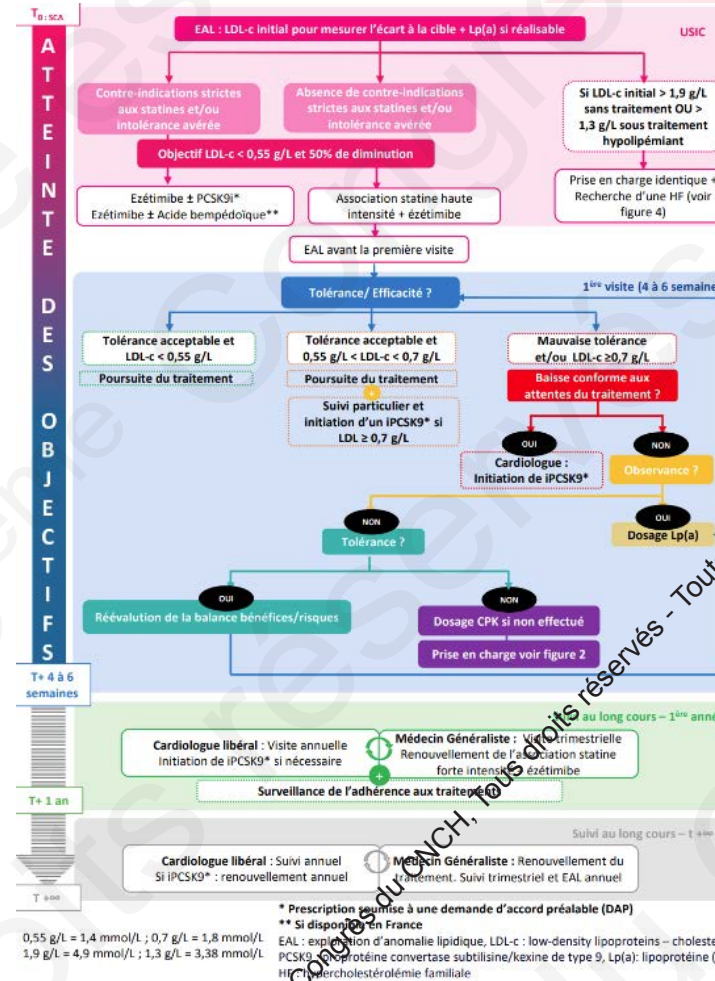 T₀ : SCA
ATTEINTE DES OBJECTIFS
EAL : LDL-c initial pour mesurer l'écart à la cible + Lp(a) si réalisable
USIC
Contre-indications strictes
aux statines et/ou
intolérance avérée
Absence de contre-indications
strictes aux statines et/ou
intolérance avérée
Si LDL-c initial > 1,9 g/L
sans traitement OU >
1,3 g/L sous traitement
hypolipémiant
Objectif LDL-c < 0,55 g/L et 50% de diminution
Ezétimibe ± PCSK9i*
Ezétimibe ± Acide bempédoïque**
Association statine haute
intensité + ézétimibe
Prise en charge identique +
Recherche d'une HF (voir
figure 4)
EAL avant la première visite
Tolérance/ Efficacité ?
1ère visite (4 à 6 semaine
Tolérance acceptable et
LDL-c < 0,55 g/L
Poursuite du traitement
Tolérance acceptable et
0,55 g/L < LDL-c < 0,7 g/L
Poursuite du traitement
+
Suivi particulier et
initiation d'un iPCSK9* si
LDL ≥ 0,7 g/L
Mauvaise tolérance
et/ou LDL-c ≥0,7 g/L
Baisse conforme aux
attentes du traitement ?
OUI
Cardiologue :
Initiation de iPCSK9*
NON
Observance ?
NON
Tolérance ?
OUI
Dosage Lp(a)
OUI
Réévalution de la balance bénéfices/risques
NON
Dosage CPK si non effectué
Prise en charge voir figure 2
T+ 4 à 6
semaines
au long cours – 1ère anné
Cardiologue libéral : Visite annuelle
Initiation de iPCSK9* si nécessaire
Médecin Généraliste : Visite trimestrielle
Renouvellement de l'association statine
forte intensité ézétimibe
+
Surveillance de l'adhérence aux traitements
T+ 1 an
Suivi au long cours – t +∞
Cardiologue libéral : Suivi annuel
Si iPCSK9* : renouvellement annuel
Médecin Généraliste : Renouvellement du
traitement. Suivi trimestriel et EAL annuel
T +∞
* Prescription soumise à une demande d'accord préalable (DAP)
** Si disponible en France
0,55 g/L = 1,4 mmol/L ; 0,7 g/L = 1,8 mmol/L
1,9 g/L = 4,9 mmol/L ; 1,3 g/L = 3,38 mmol/L
EAL : exploration d'anomalie lipidique, LDL-c : low-density lipoproteins – choleste
PCSK9 : proprotéine convertase subtilisine/kexine de type 9, Lp(a): lipoprotéine (
HF : hypercholestérolémie familiale
Congrès du CNCH, Tous droits réservés - Tout